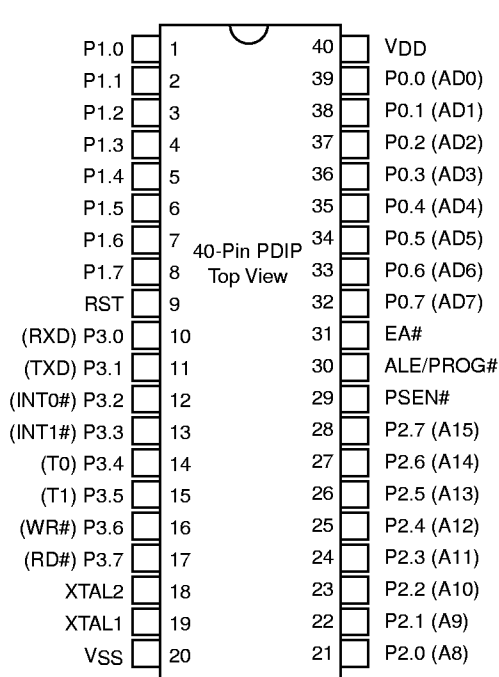 P1.0 1 40 VDD
P1.1 2 39 P0.0 (AD0)
P1.2 3 38 P0.1 (AD1)
P1.3 4 37 P0.2 (AD2)
P1.4 5 36 P0.3 (AD3)
P1.5 6 35 P0.4 (AD4)
P1.6 7 34 P0.5 (AD5)
40-Pin PDIP
Top View
P1.7 8 33 P0.6 (AD6)
RST 9 32 P0.7 (AD7)
(RXD) P3.0 10 31 EA#
(TXD) P3.1 11 30 ALE/PROG#
(INT0#) P3.2 12 29 PSEN#
(INT1#) P3.3 13 28 P2.7 (A15)
(T0) P3.4 14 27 P2.6 (A14)
(T1) P3.5 15 26 P2.5 (A13)
(WR#) P3.6 16 25 P2.4 (A12)
(RD#) P3.7 17 24 P2.3 (A11)
XTAL2 18 23 P2.2 (A10)
XTAL1 19 22 P2.1 (A9)
VSS 20 21 P2.0 (A8)